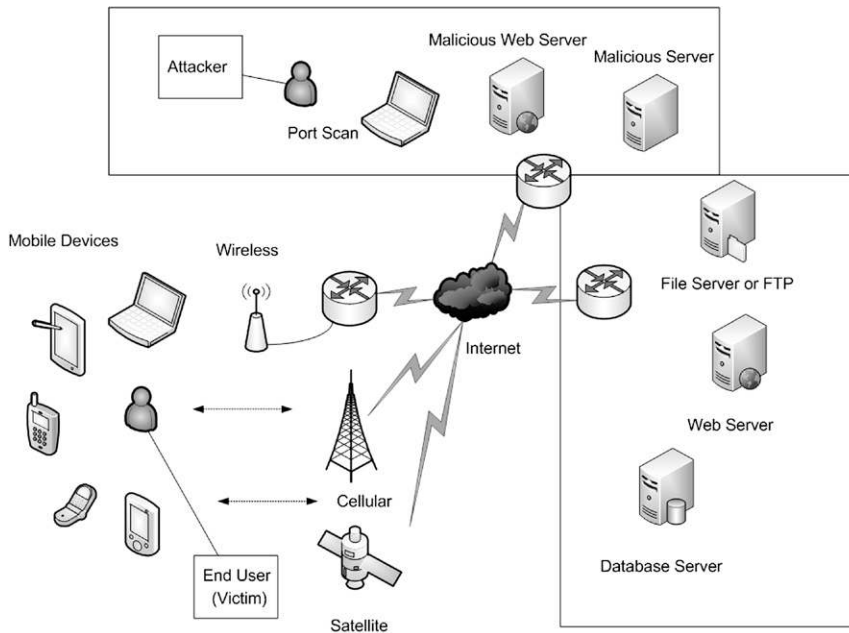 Attacker
Port Scan
Malicious Web Server
Malicious Server
Mobile Devices
Wireless
Internet
File Server or FTP
Web Server
Cellular
Database Server
End User
(Victim)
Satellite